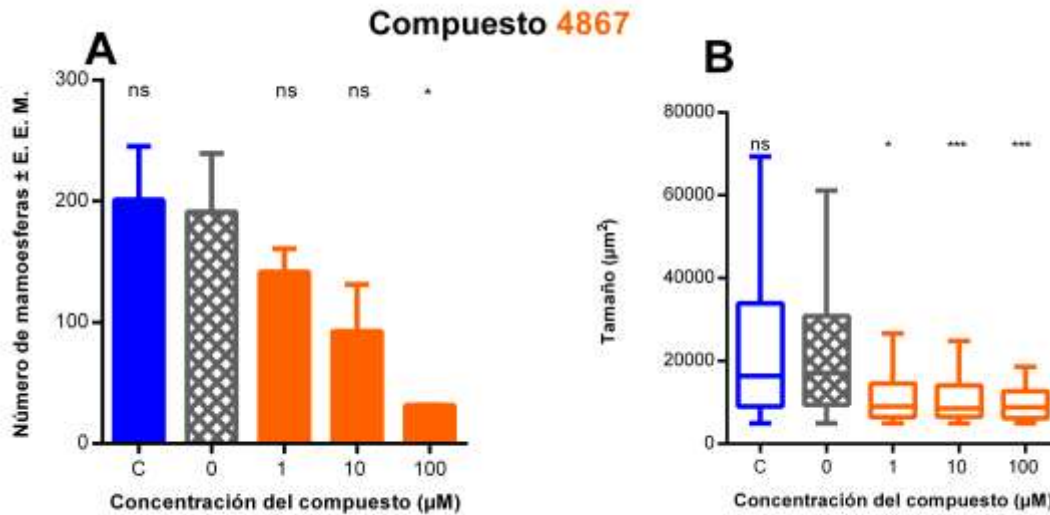 Compuesto 4867
A
Número de mamoesferas ± E. E. M.
300
200
100
0
ns
ns
ns
*
C
0
1
10
100
Concentración del compuesto (µM)
B
Tamaño (µm²)
80000
60000
40000
20000
0
ns
*
***
***
C
0
1
10
100
Concentración del compuesto (µM)